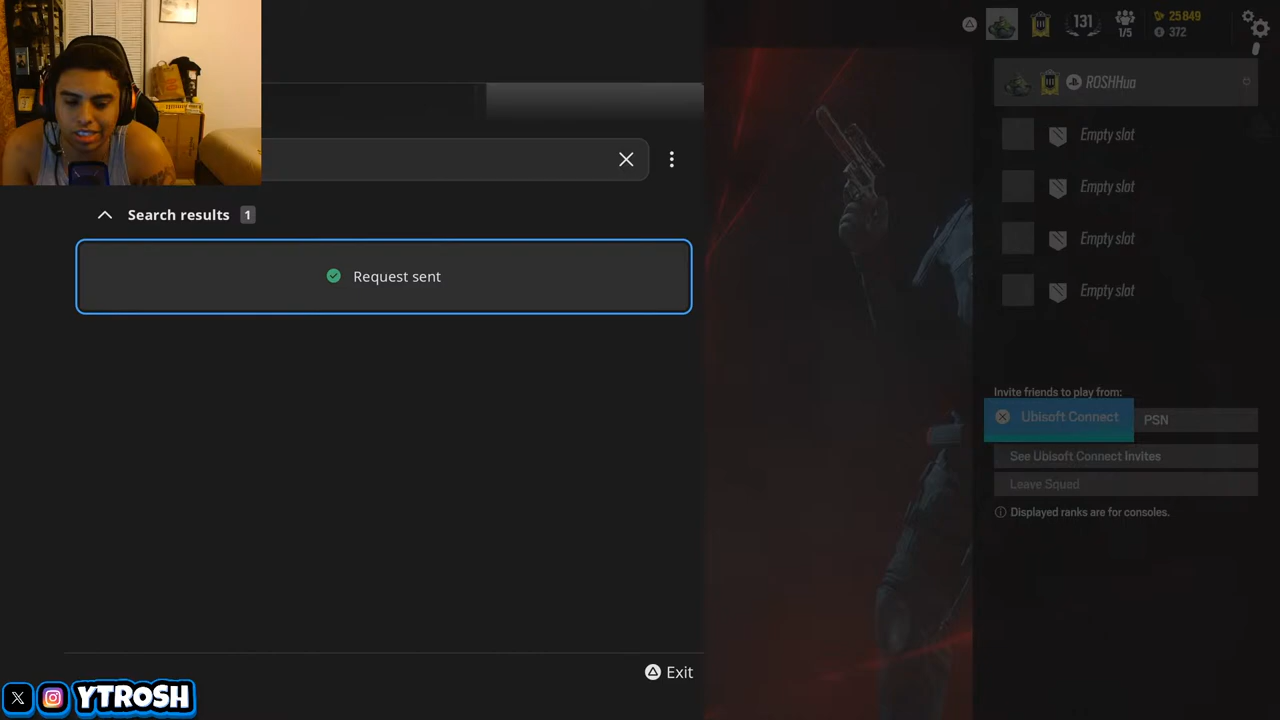 131
1/5
25 849
372
ROSHHua
Empty slot
Empty slot
Empty slot
Empty slot
Search results 1
Request sent
Invite friends to play from:
Ubisoft Connect
PSN
See Ubisoft Connect Invites
Leave Squad
Displayed ranks are for consoles.
Exit
YTROSH